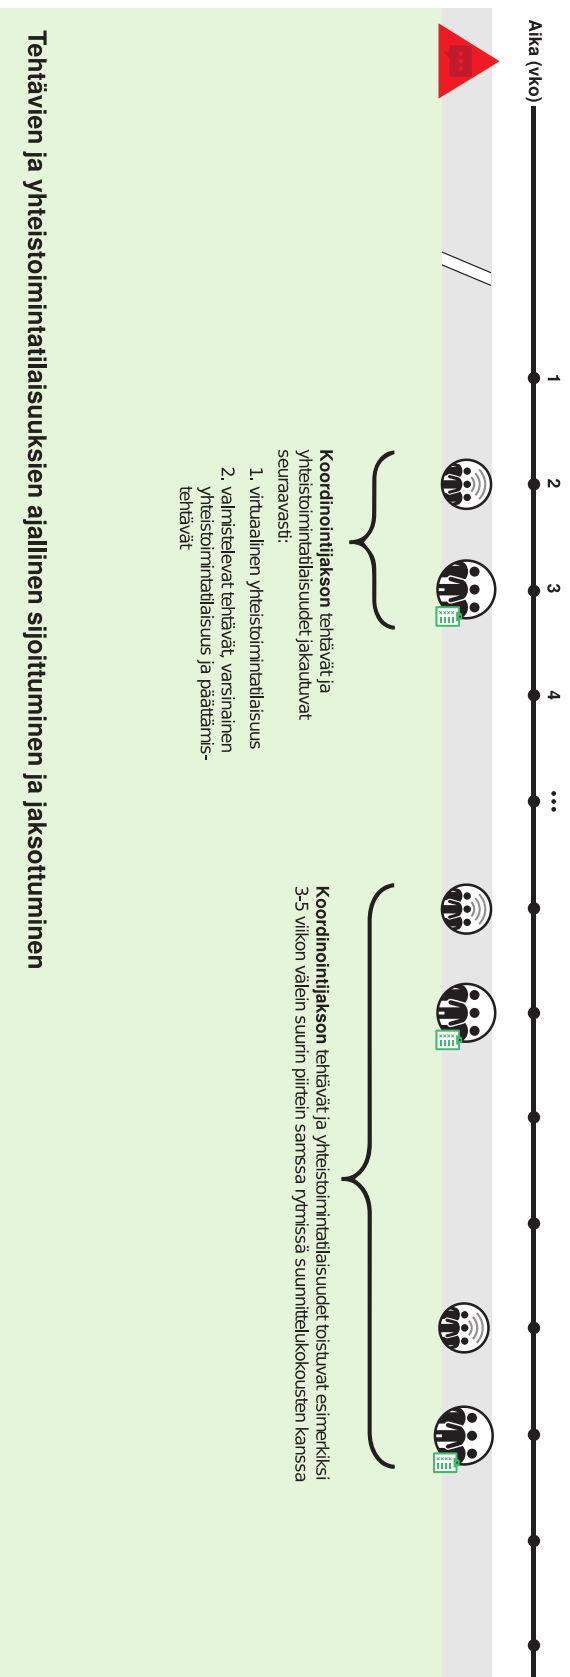 Aika (vko)
1
2
3
4
...
Koordinointijakson tehtävät ja
yhteistoimintatilaisuudet jakautuvat
seuraavasti:
1. virtuaalinen yhteistoimintatilaisuus
2. valmistelevat tehtävät, varsinainen
yhteistoimintatilaisuus ja päättämis-
tehtävät
Koordinointijakson tehtävät ja yhteistoimintatilaisuudet toistuvat esimerkiksi
3-5 viikon välein suurin piirtein samssa rytmissä suunnittelukokousten kanssa
Tehtävien ja yhteistoimintatilaisuuksien ajallinen sijoittuminen ja jaksottuminen